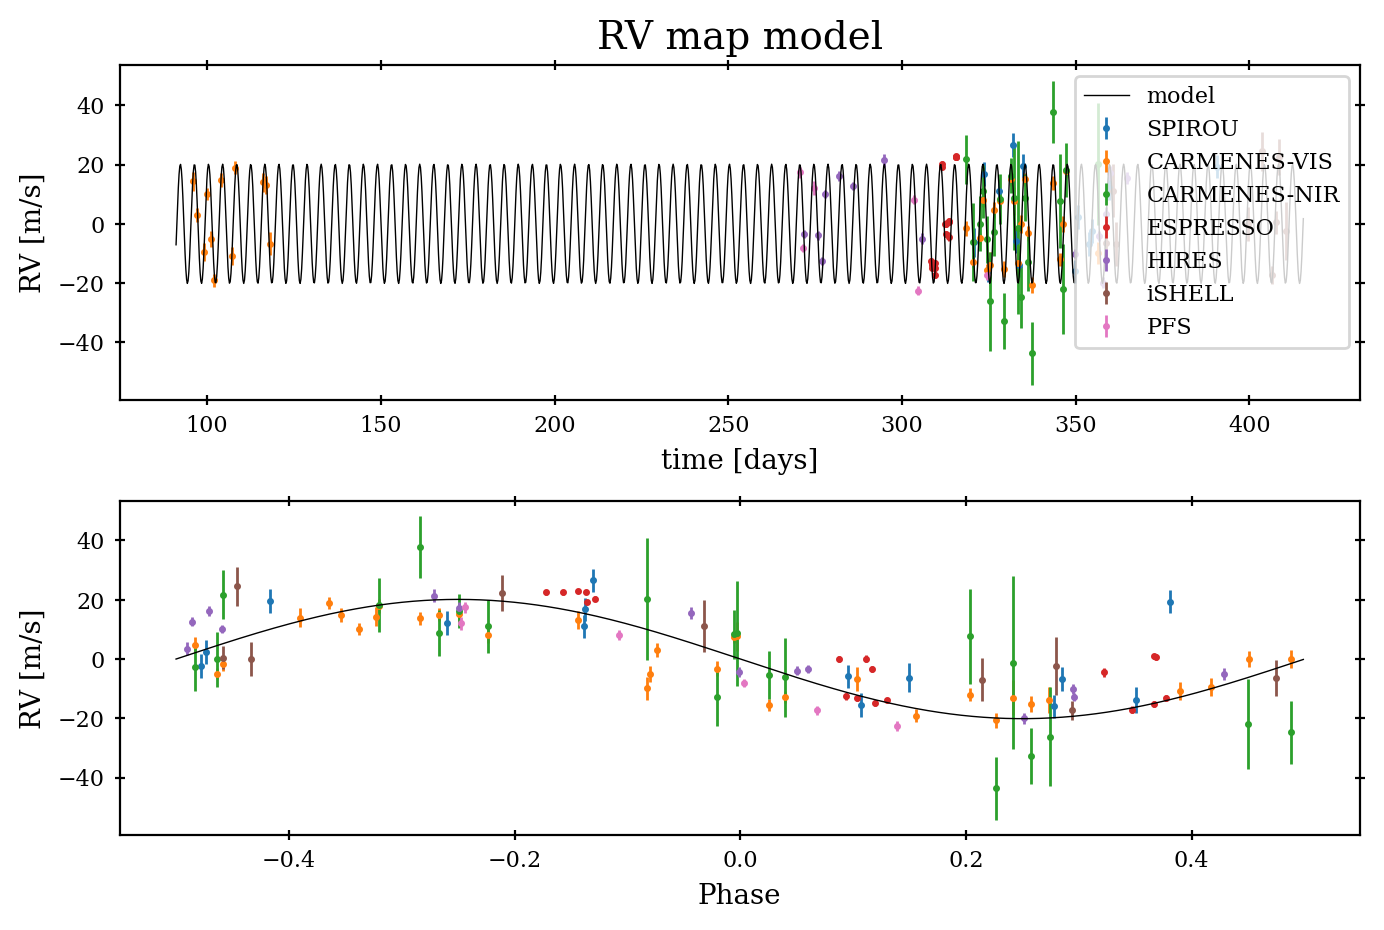 RV map model
RV [m/s]
40
20
0
−20
−40
model
SPIROU
CARMENES-VIS
CARMENES-NIR
ESPRESSO
HIRES
iSHELL
PFS
100 150 200 250 300 350 400
time [days]
RV [m/s]
40
20
0
−20
−40
−0.4 −0.2 0.0 0.2 0.4
Phase